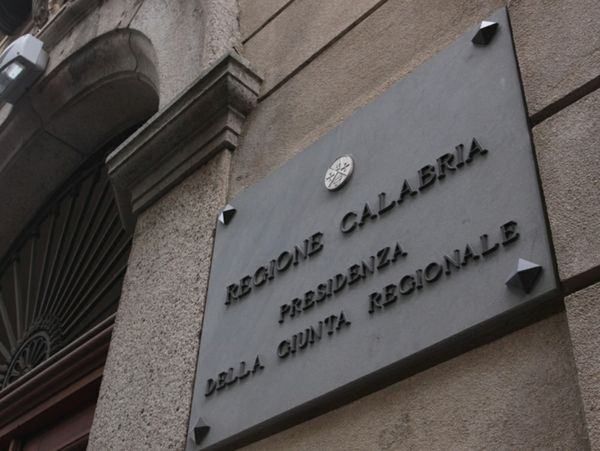 REGIONE CALABRIA
PRESIDENZA
DELLA GIUNTA REGIONALE